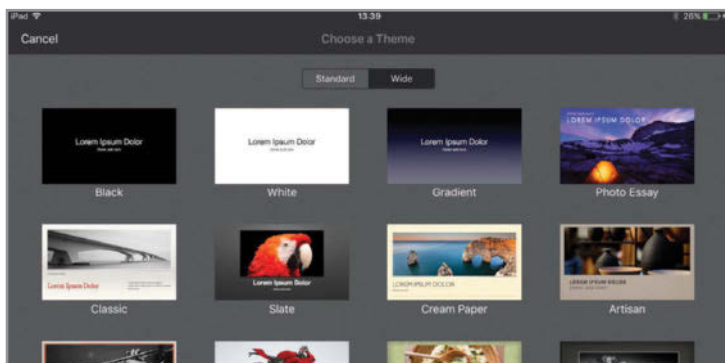 iPad 13:39 26%
Cancel Choose a Theme
Standard Wide
Lorem Ipsum Dolor
Lorem Ipsum Dolor
Lorem Ipsum Dolor
LOREM IPSUM DOLOR
Black White Gradient Photo Essay
Lorem Ipsum Dolor
Lorem Ipsum Dolor
LOREM IPSUM DOLOR
LOREM IPSUM DOLOR
Classic Slate Cream Paper Artisan